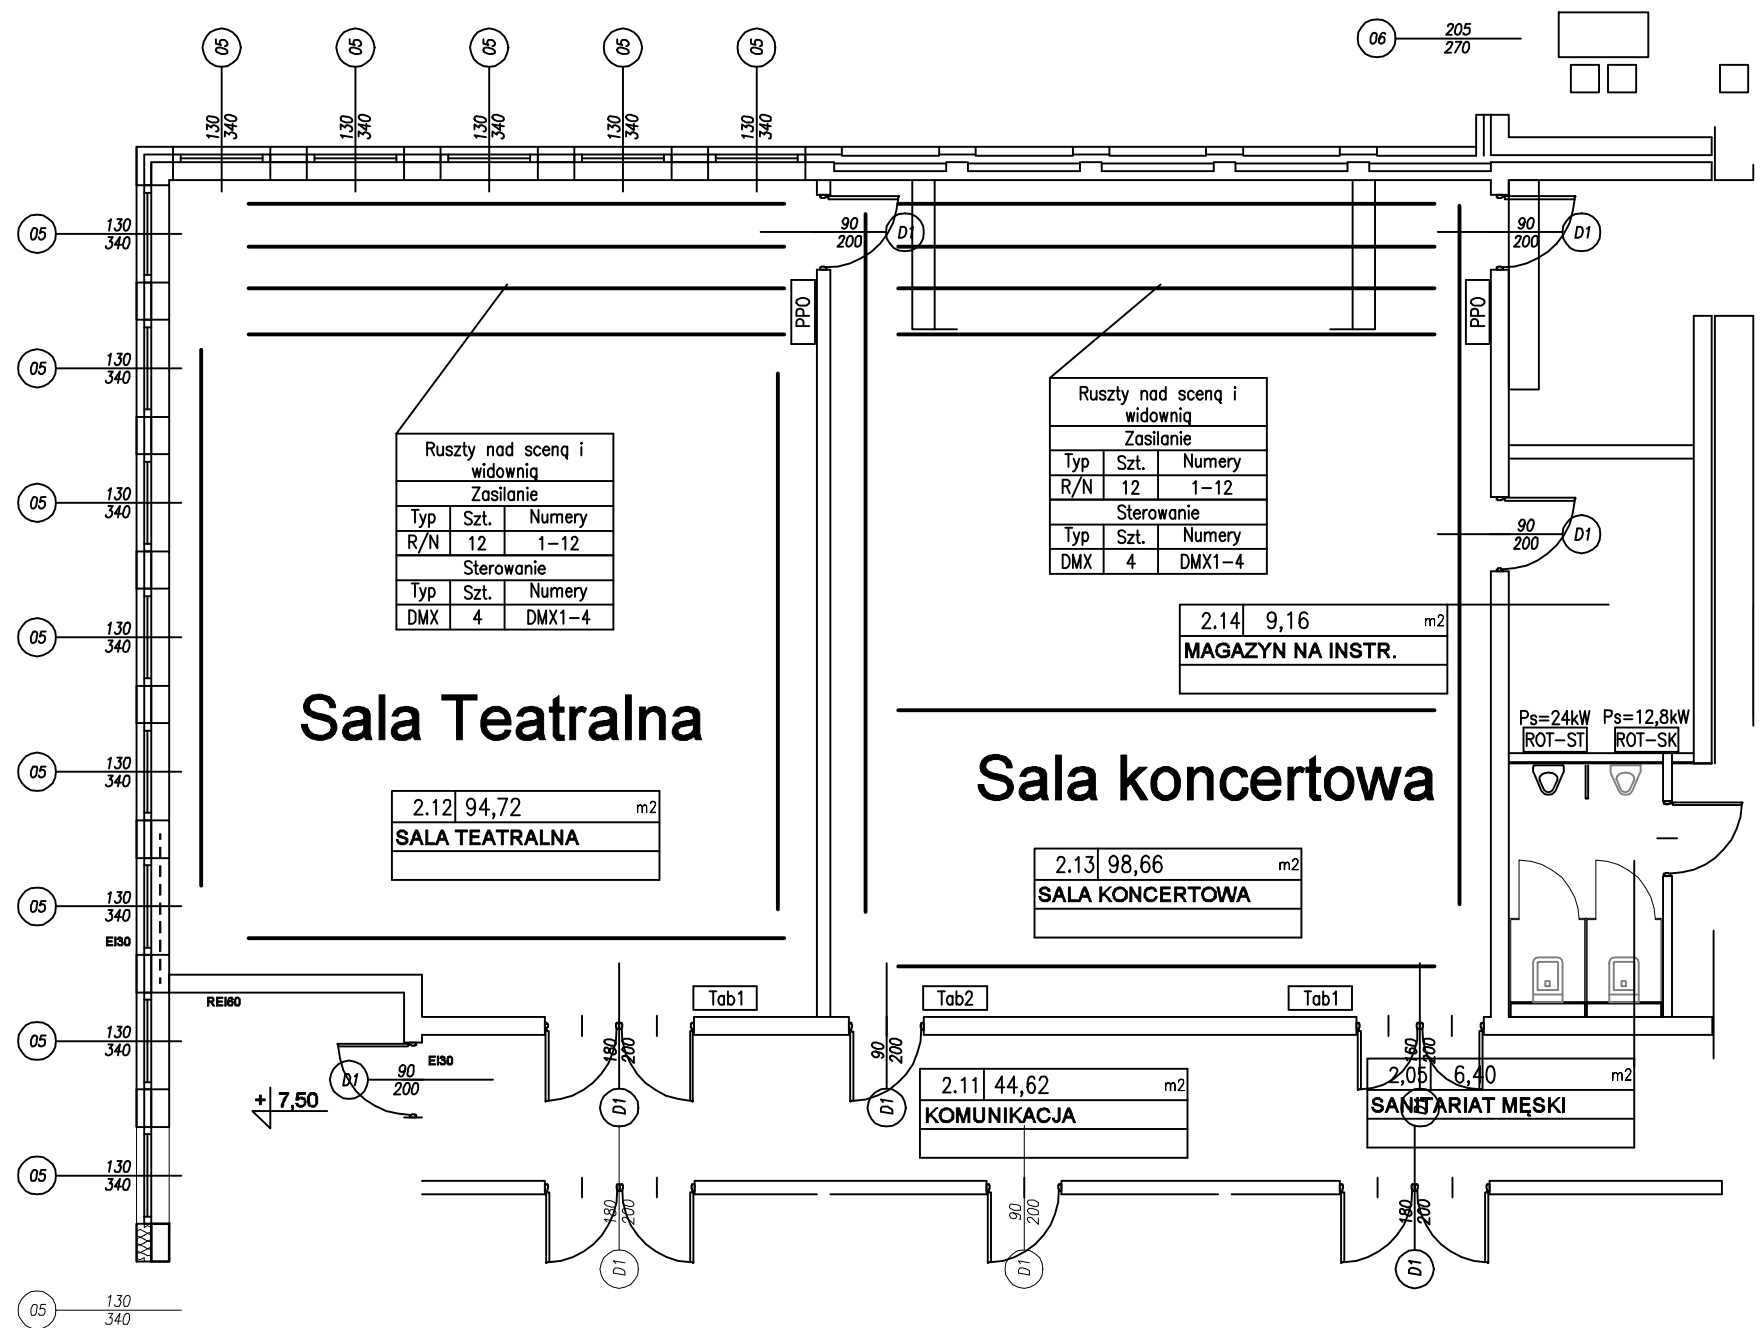 05 05 05 05 05
06 205
270
130 340 130 340 130 340 130 340 130 340
05 130
340
90
200 D1
90
200 D1
PPO
PPO
05 130
340
Ruszty nad sceną i
widownią
Zasilanie
Typ Szt. Numery
R/N 12 1-12
Sterowanie
Typ Szt. Numery
DMX 4 DMX1-4
Ruszty nad sceną i
widownią
Zasilanie
Typ Szt. Numery
R/N 12 1-12
Sterowanie
Typ Szt. Numery
DMX 4 DMX1-4
05 130
340
90
200 D1
05 130
340
2.14 9,16 m2
MAGAZYN NA INSTR.
Sala Teatralna
Ps=24kW Ps=12,8kW
ROT-ST ROT-SK
05 130
340
Sala koncertowa
2.12 94,72 m2
SALA TEATRALNA
2.13 98,66 m2
SALA KONCERTOWA
05 130
340
EI30
REI60
Tab1 Tab2 Tab1
05 130
340
EI30
D1 90
200
180 200
D1
90 200
D1
160 200
D1
+ 7,50
2.11 44,62 m2
KOMUNIKACJA
2,05 6,40 m2
SANITARIAT MĘSKI
05 130
340
180 200
D1
90 200
D1
180 200
D1
05 130
340